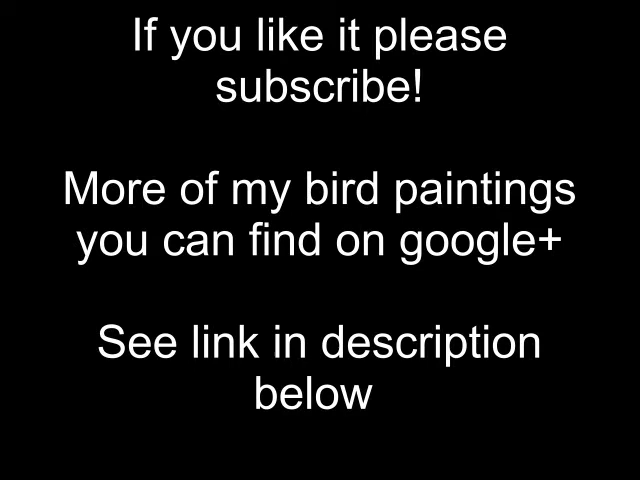 If you like it please
subscribe!
More of my bird paintings
you can find on google+
See link in description
below